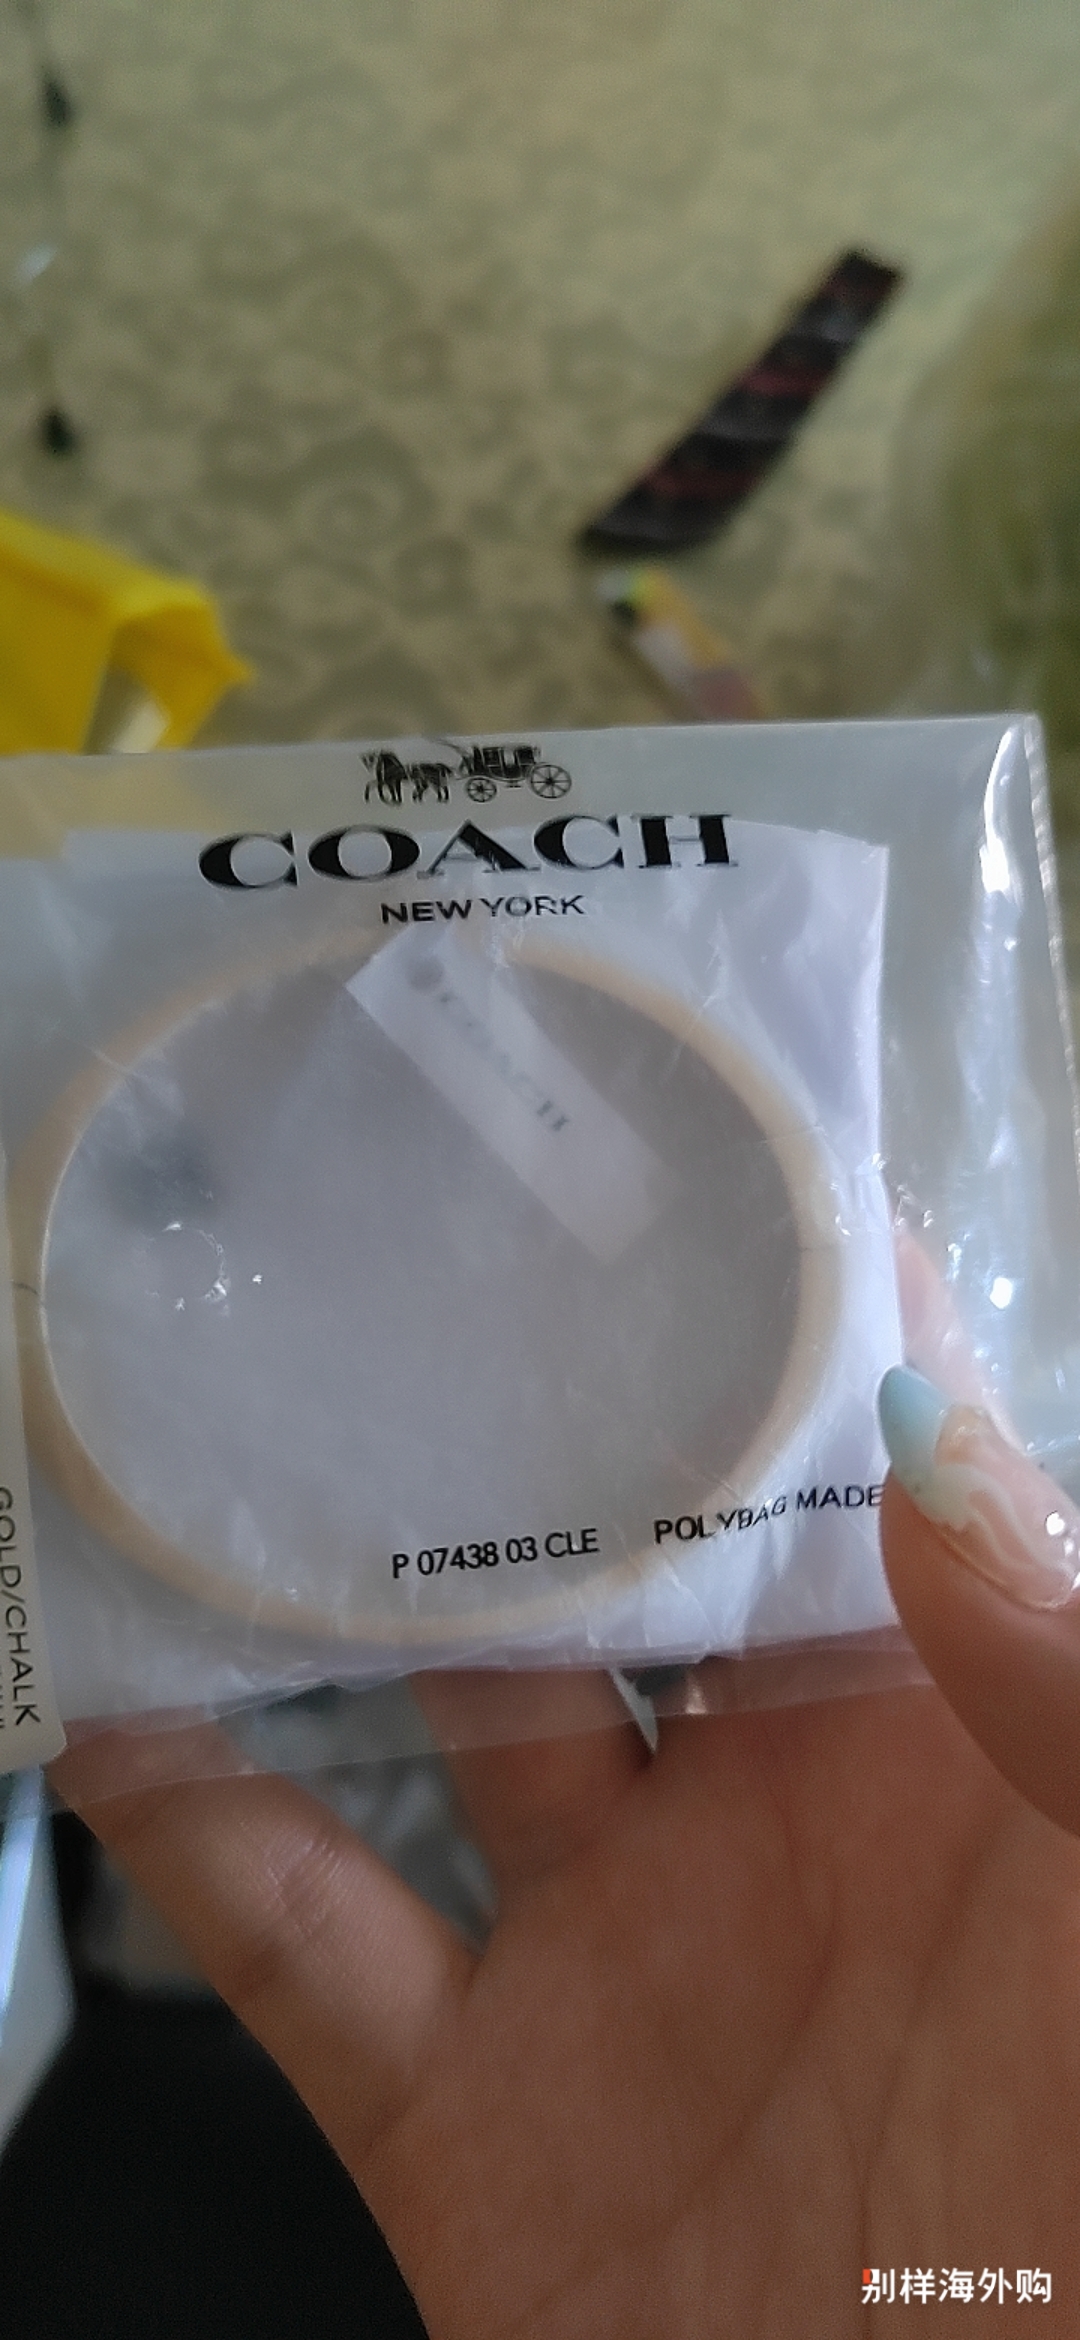 COACH
NEW YORK
COACH
P 07438 03 CLE
POLYBAG MADE
GOLD/CHALK
别样海外购